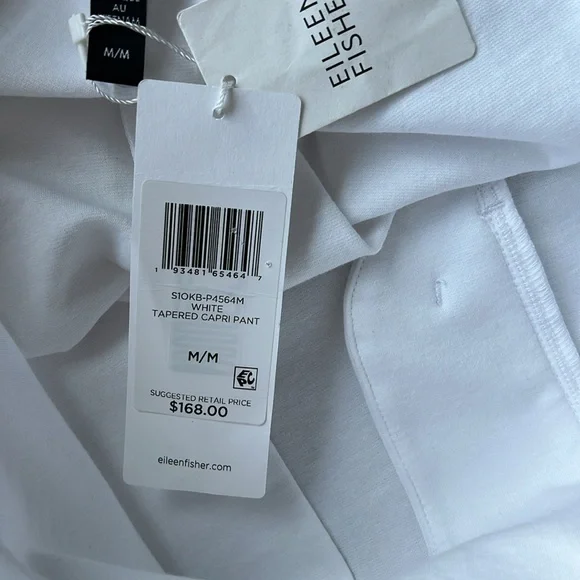 AU
M/M
EILEEN
FISHER
1 93481 65464 7
S1OKB-P4564M
WHITE
TAPERED CAPRI PANT
M/M
SUGGESTED RETAIL PRICE
$168.00
eileenfisher.com